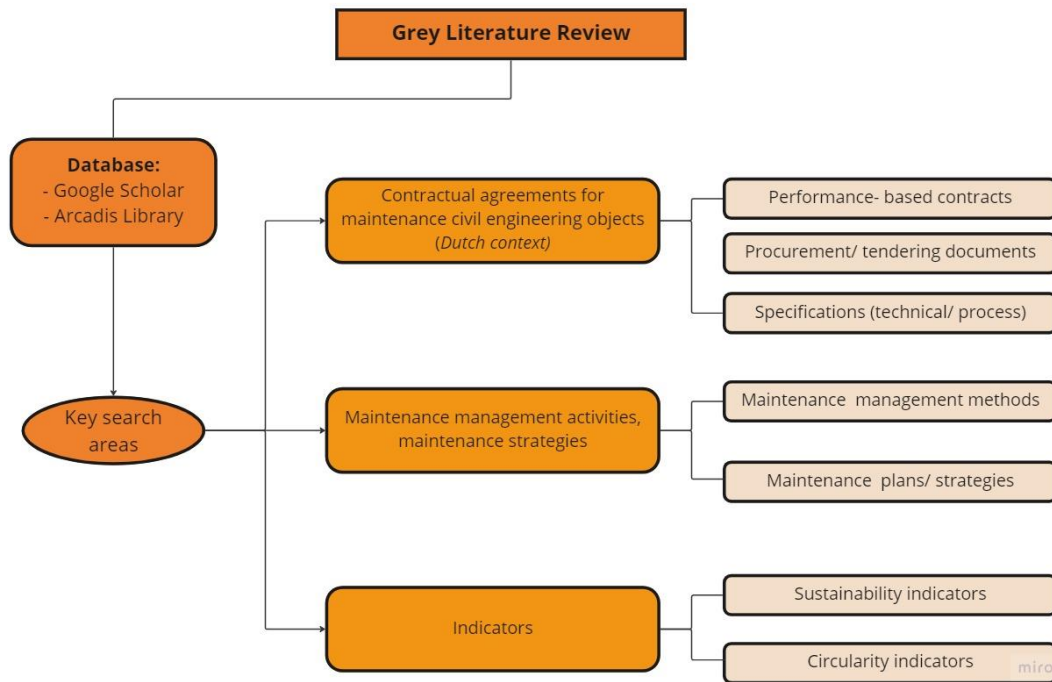 Grey Literature Review
Database:
- Google Scholar
- Arcadis Library
Key search
areas
Contractual agreements for
maintenance civil engineering objects
(Dutch context)
Performance- based contracts
Procurement/ tendering documents
Specifications (technical/ process)
Maintenance management activities,
maintenance strategies
Maintenance management methods
Maintenance plans/ strategies
Indicators
Sustainability indicators
Circularity indicators
miro